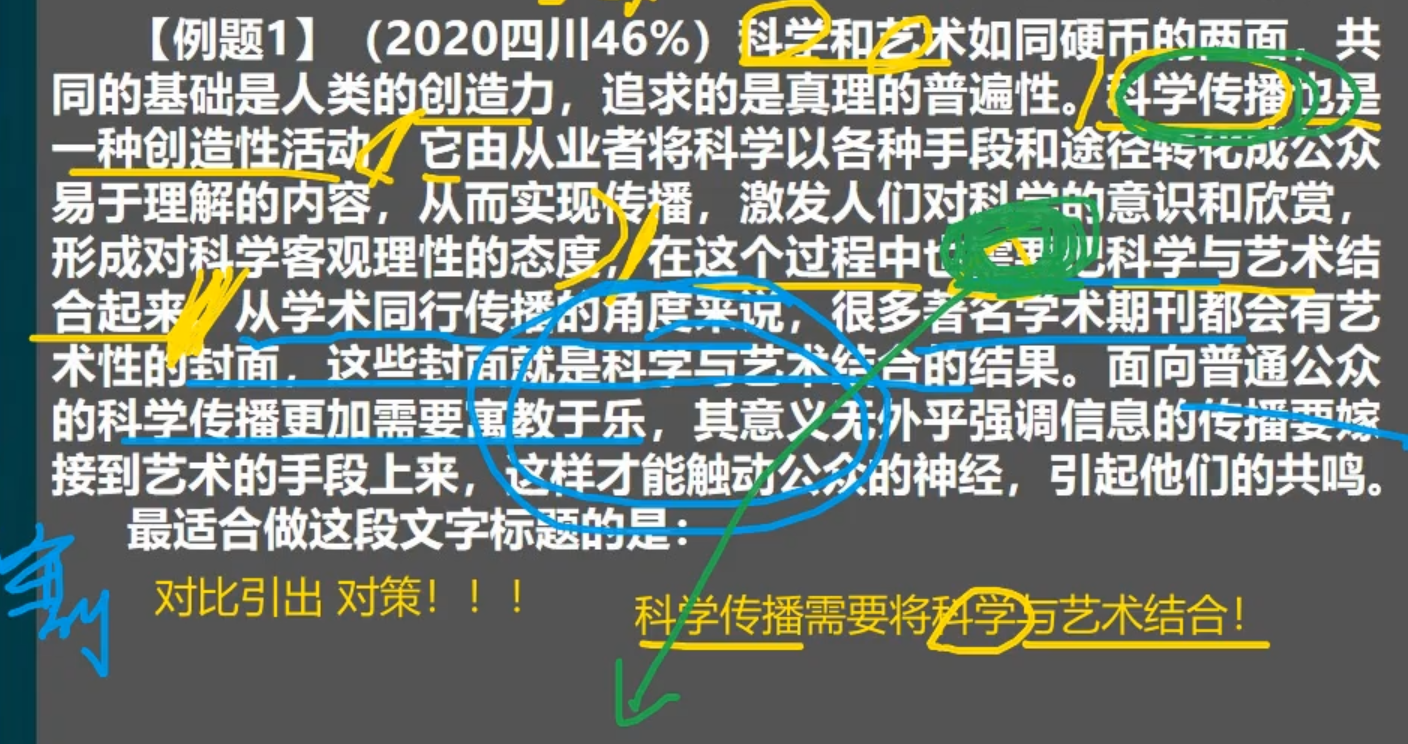 【例题1】（2020四川46%）科学和艺术如同硬币的两面，共
同的基础是人类的创造力，追求的是真理的普遍性。科学传播也是
一种创造性活动，它由从业者将科学以各种手段和途径转化成公众
易于理解的内容，从而实现传播，激发人们对科学的意识和欣赏，
形成对科学客观理性的态度，在这个过程中也需要把科学与艺术结
合起来。从学术同行传播的角度来说，很多著名学术期刊都会有艺
术性的封面，这些封面就是科学与艺术结合的结果。面向普通公众
的科学传播更加需要寓教于乐，其意义无外乎强调信息的传播要嫁
接到艺术的手段上来，这样才能触动公众的神经，引起他们的共鸣。
最适合做这段文字标题的是：
对比引出 对策！！！
科学传播需要将科学与艺术结合！